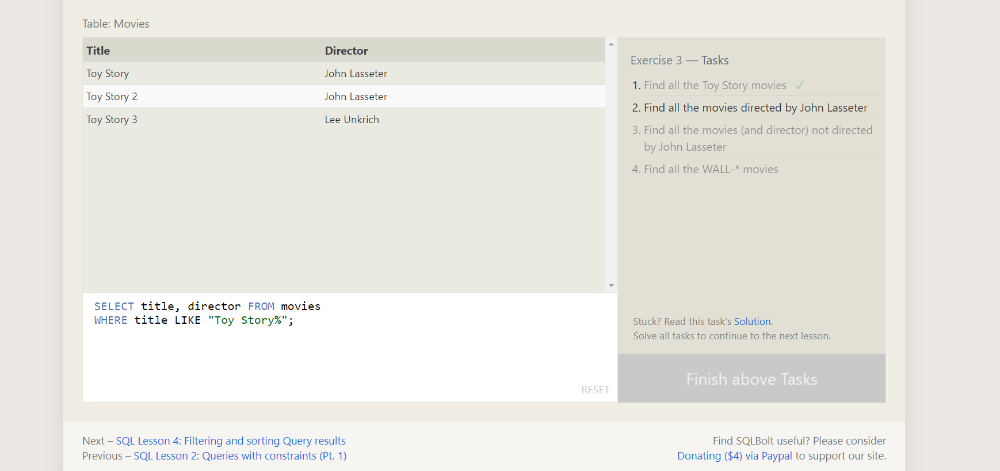 Table: Movies
Title Director
Toy Story John Lasseter
Toy Story 2 John Lasseter
Toy Story 3 Lee Unkrich
SELECT title, director FROM movies
WHERE title LIKE "Toy Story%";
RESET
Exercise 3 — Tasks
1. Find all the Toy Story movies ✓
2. Find all the movies directed by John Lasseter
3. Find all the movies (and director) not directed
by John Lasseter
4. Find all the WALL-* movies
Stuck? Read this task's Solution.
Solve all tasks to continue to the next lesson.
Finish above Tasks
Next – SQL Lesson 4: Filtering and sorting Query results
Previous – SQL Lesson 2: Queries with constraints (Pt. 1)
Find SQLBolt useful? Please consider
Donating ($4) via Paypal to support our site.